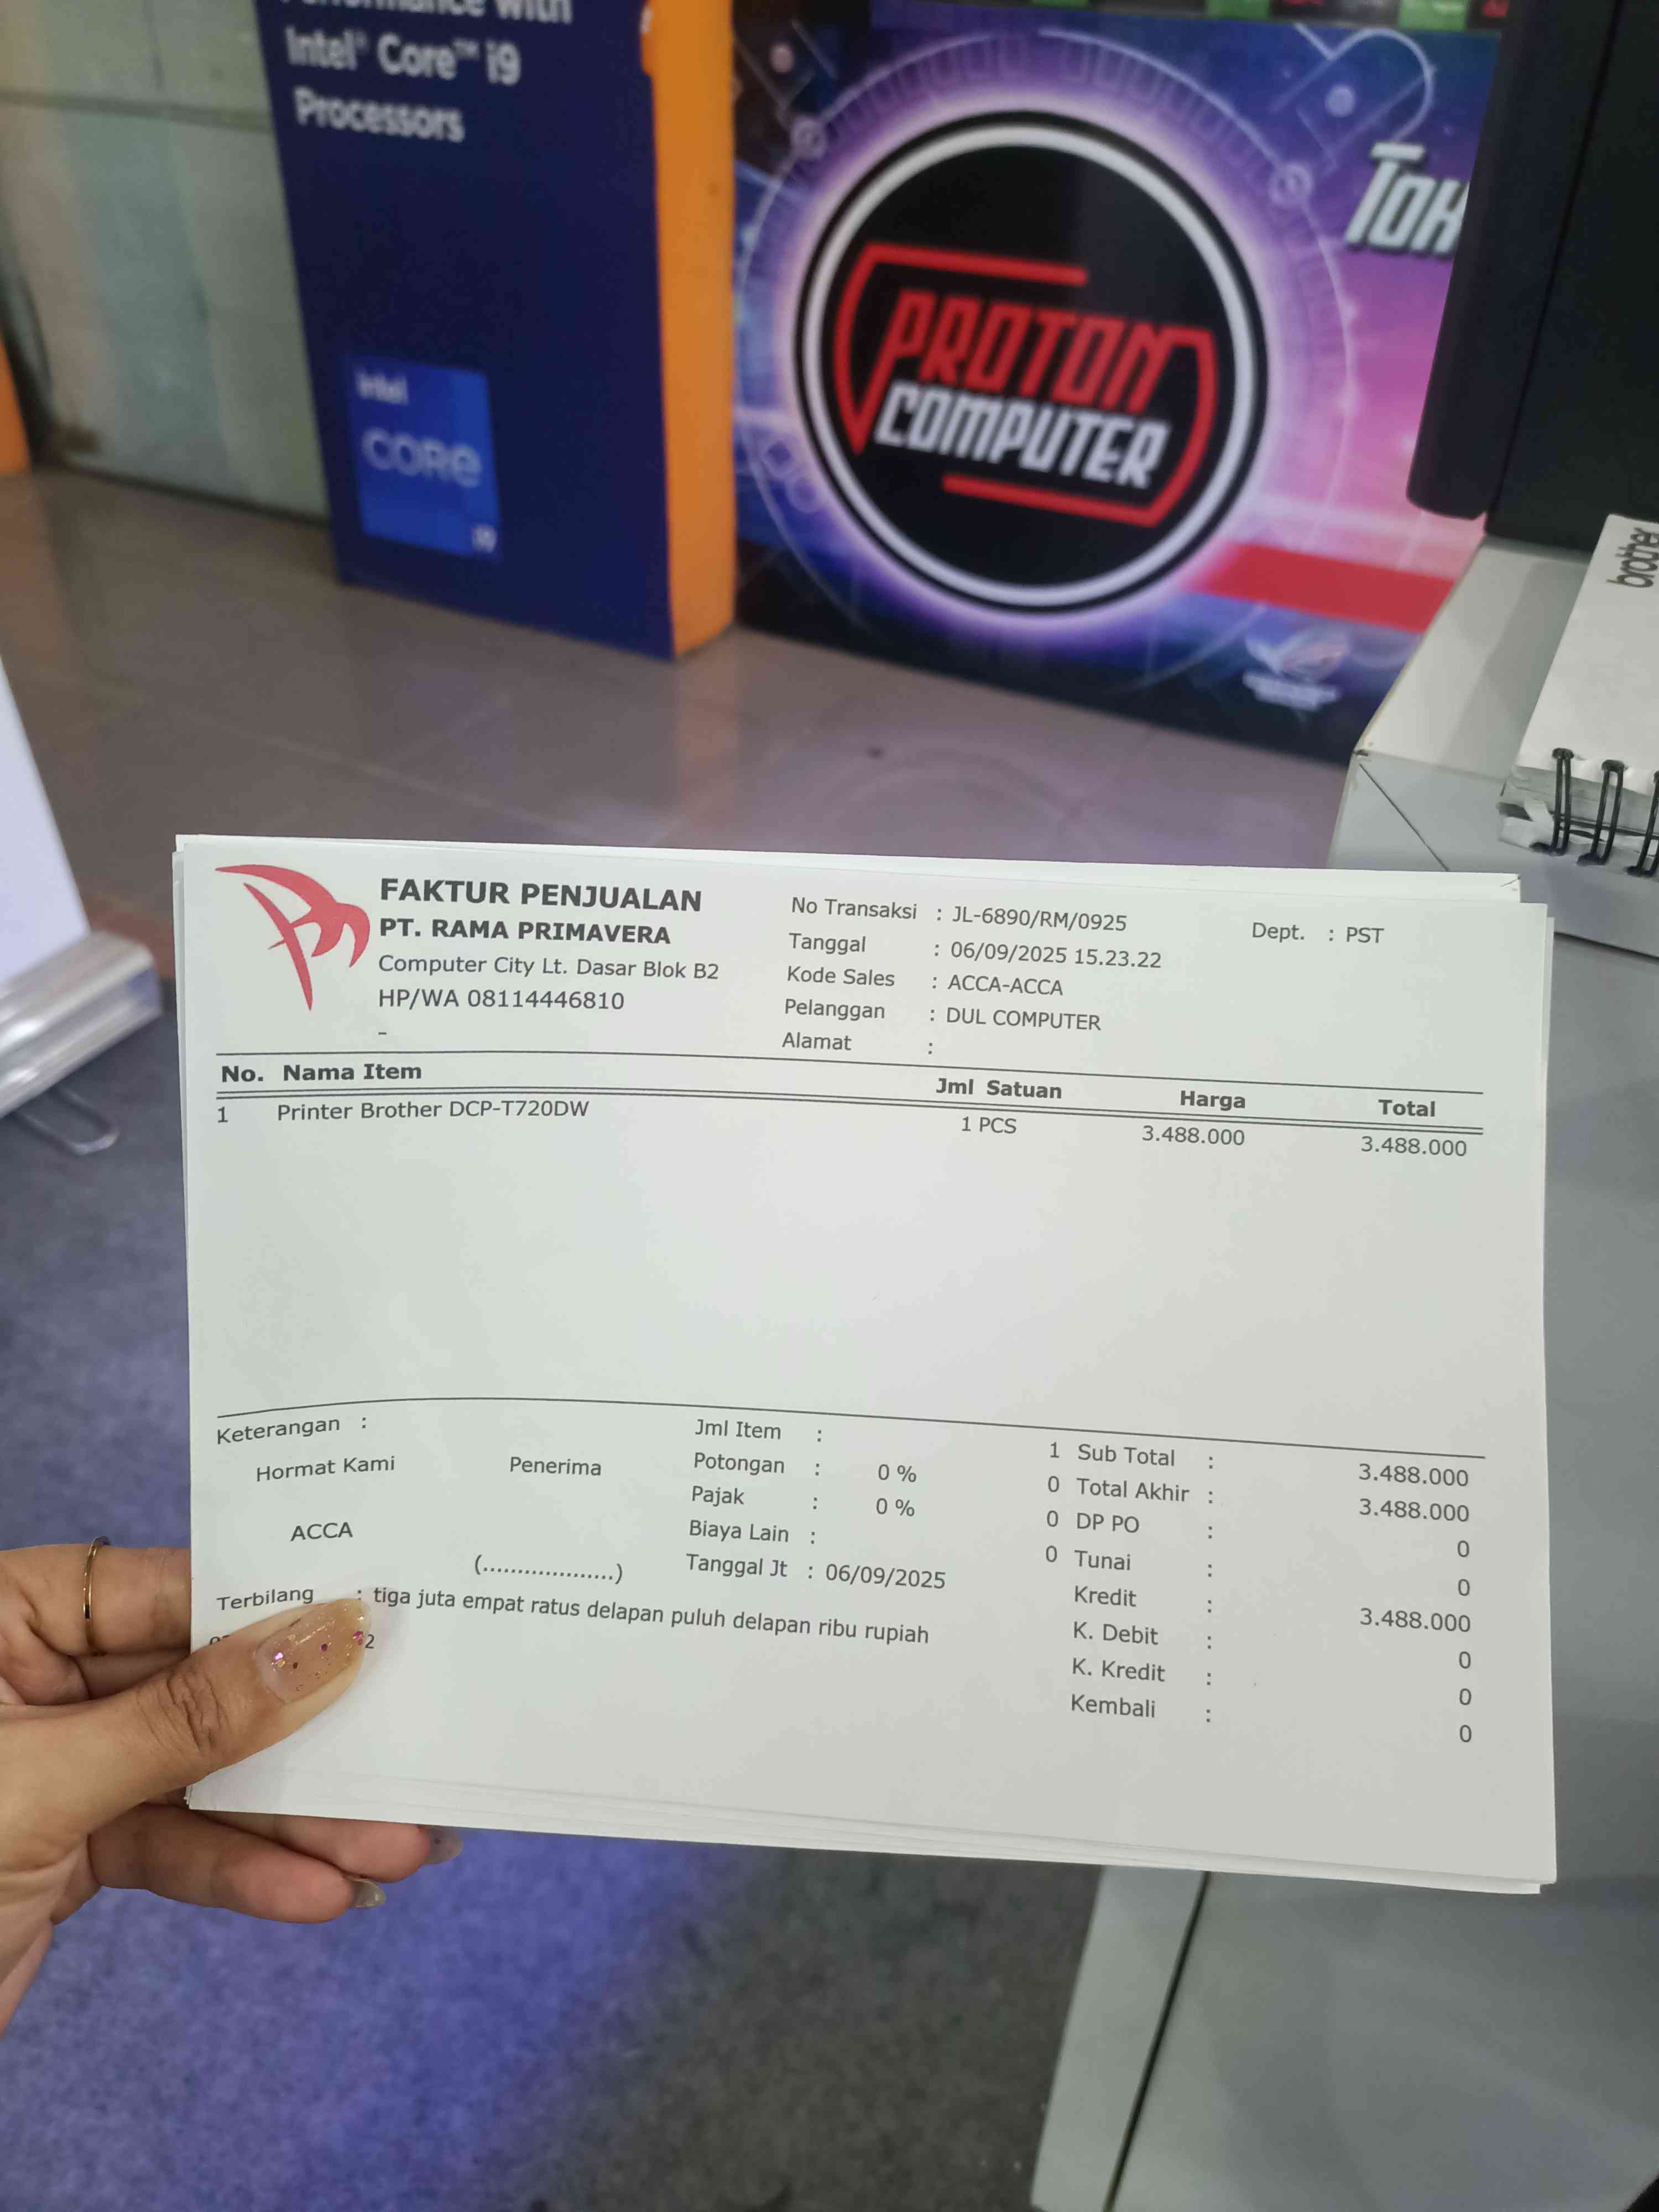 Intel® Core™ i9
Processors
intel
CORe
i9
PROTON
COMPUTER
brother
FAKTUR PENJUALAN
PT. RAMA PRIMAVERA
Computer City Lt. Dasar Blok B2
HP/WA 08114446810
-
No Transaksi : JL-6890/RM/0925
Dept. : PST
Tanggal : 06/09/2025 15.23.22
Kode Sales : ACCA-ACCA
Pelanggan : DUL COMPUTER
Alamat :
No. Nama Item Jml Satuan Harga Total
1 Printer Brother DCP-T720DW 1 PCS 3.488.000 3.488.000
Keterangan :
Hormat Kami Penerima
ACCA
(...................)
Jml Item : 1
Potongan : 0 % 0
Pajak : 0 % 0
Biaya Lain : 0
Tanggal Jt : 06/09/2025
Sub Total : 3.488.000
Total Akhir : 3.488.000
DP PO : 0
Tunai : 0
Kredit : 3.488.000
K. Debit : 0
K. Kredit : 0
Kembali : 0
Terbilang : tiga juta empat ratus delapan puluh delapan ribu rupiah